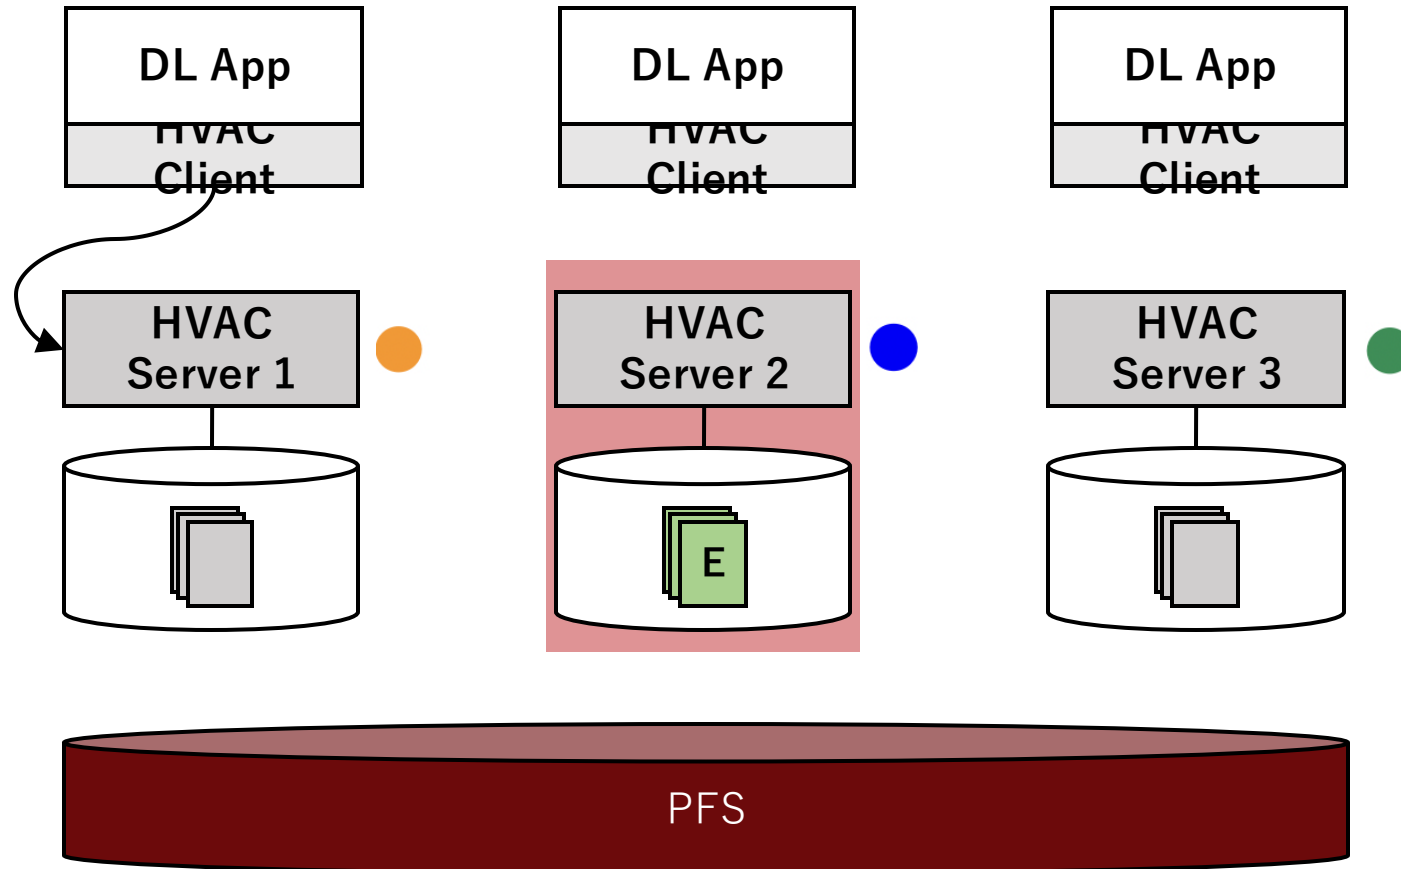 DL App
HVAC
Client
DL App
HVAC
Client
DL App
HVAC
Client
HVAC
Server 1
HVAC
Server 2
HVAC
Server 3
E
PFS